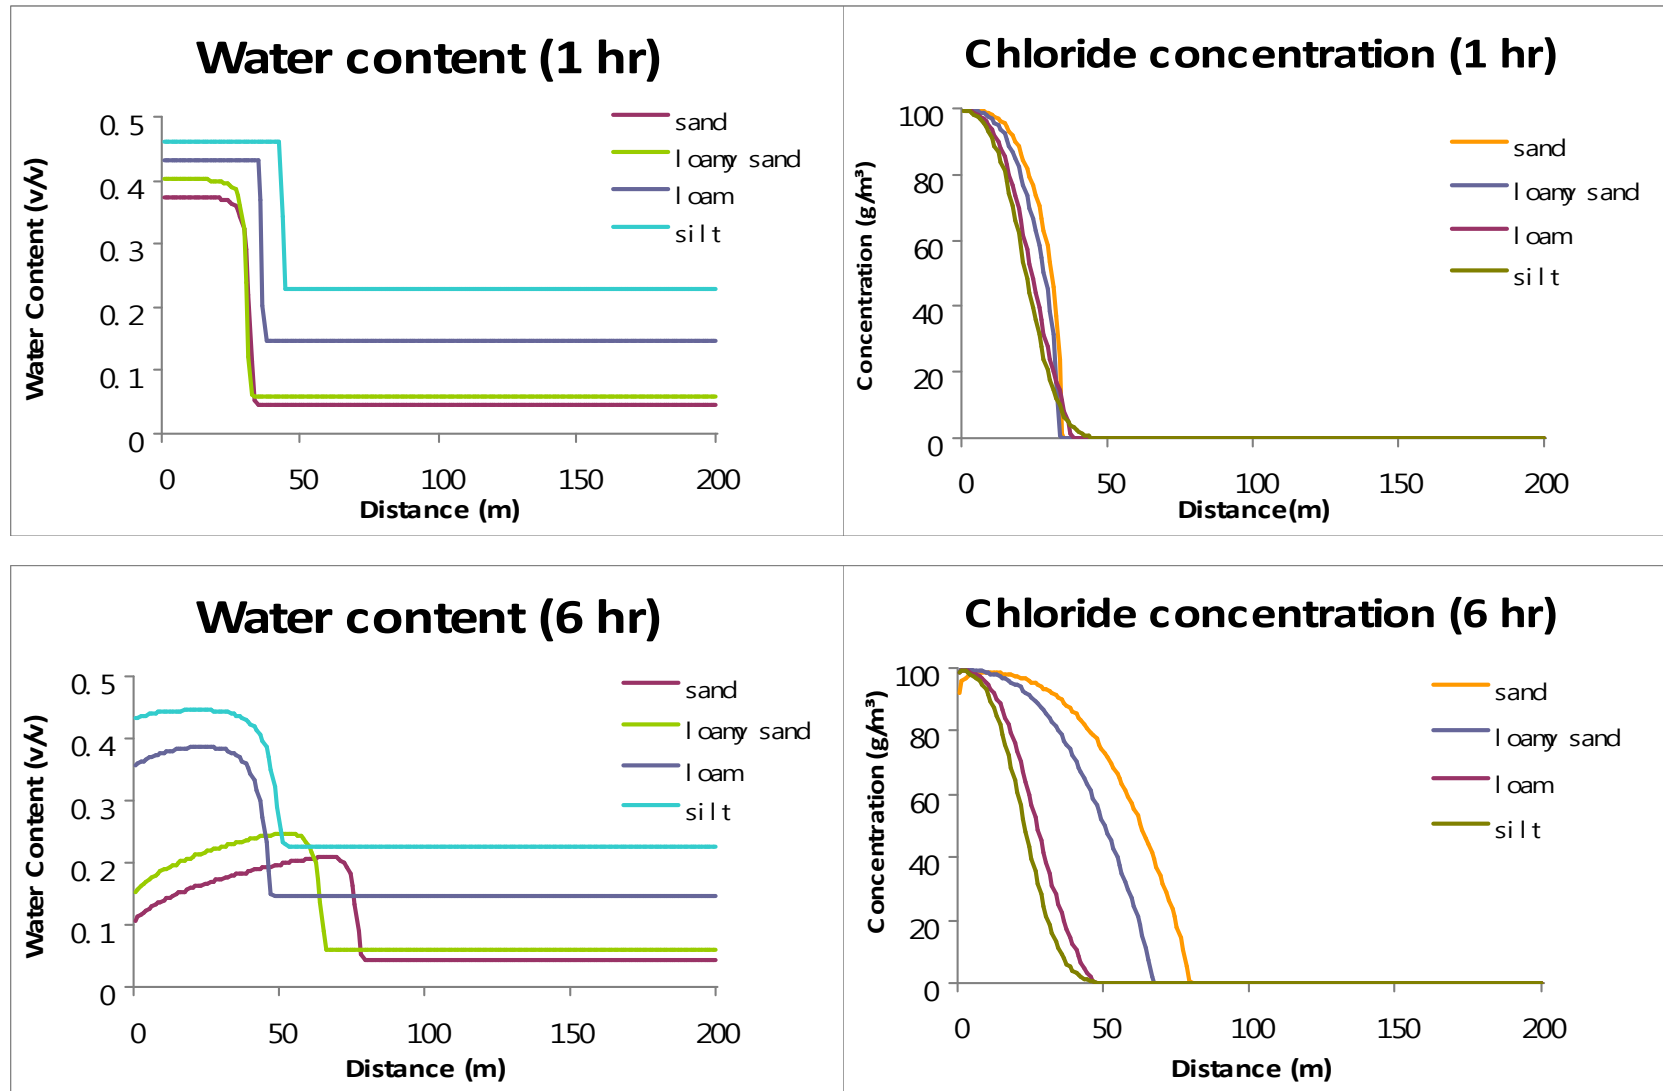 Water content (1 hr)
0.5
0.4
0.3
0.2
0.1
0
Water Content (v/v)
0 50 100 150 200
Distance (m)
sand
loamy sand
loam
silt
Chloride concentration (1 hr)
100
80
60
40
20
0
Concentration (g/m³)
0 50 100 150 200
Distance(m)
sand
loamy sand
loam
silt
Water content (6 hr)
0.5
0.4
0.3
0.2
0.1
0
Water Content (v/v)
0 50 100 150 200
Distance (m)
sand
loamy sand
loam
silt
Chloride concentration (6 hr)
100
80
60
40
20
0
Concentration (g/m³)
0 50 100 150 200
Distance (m)
sand
loamy sand
loam
silt